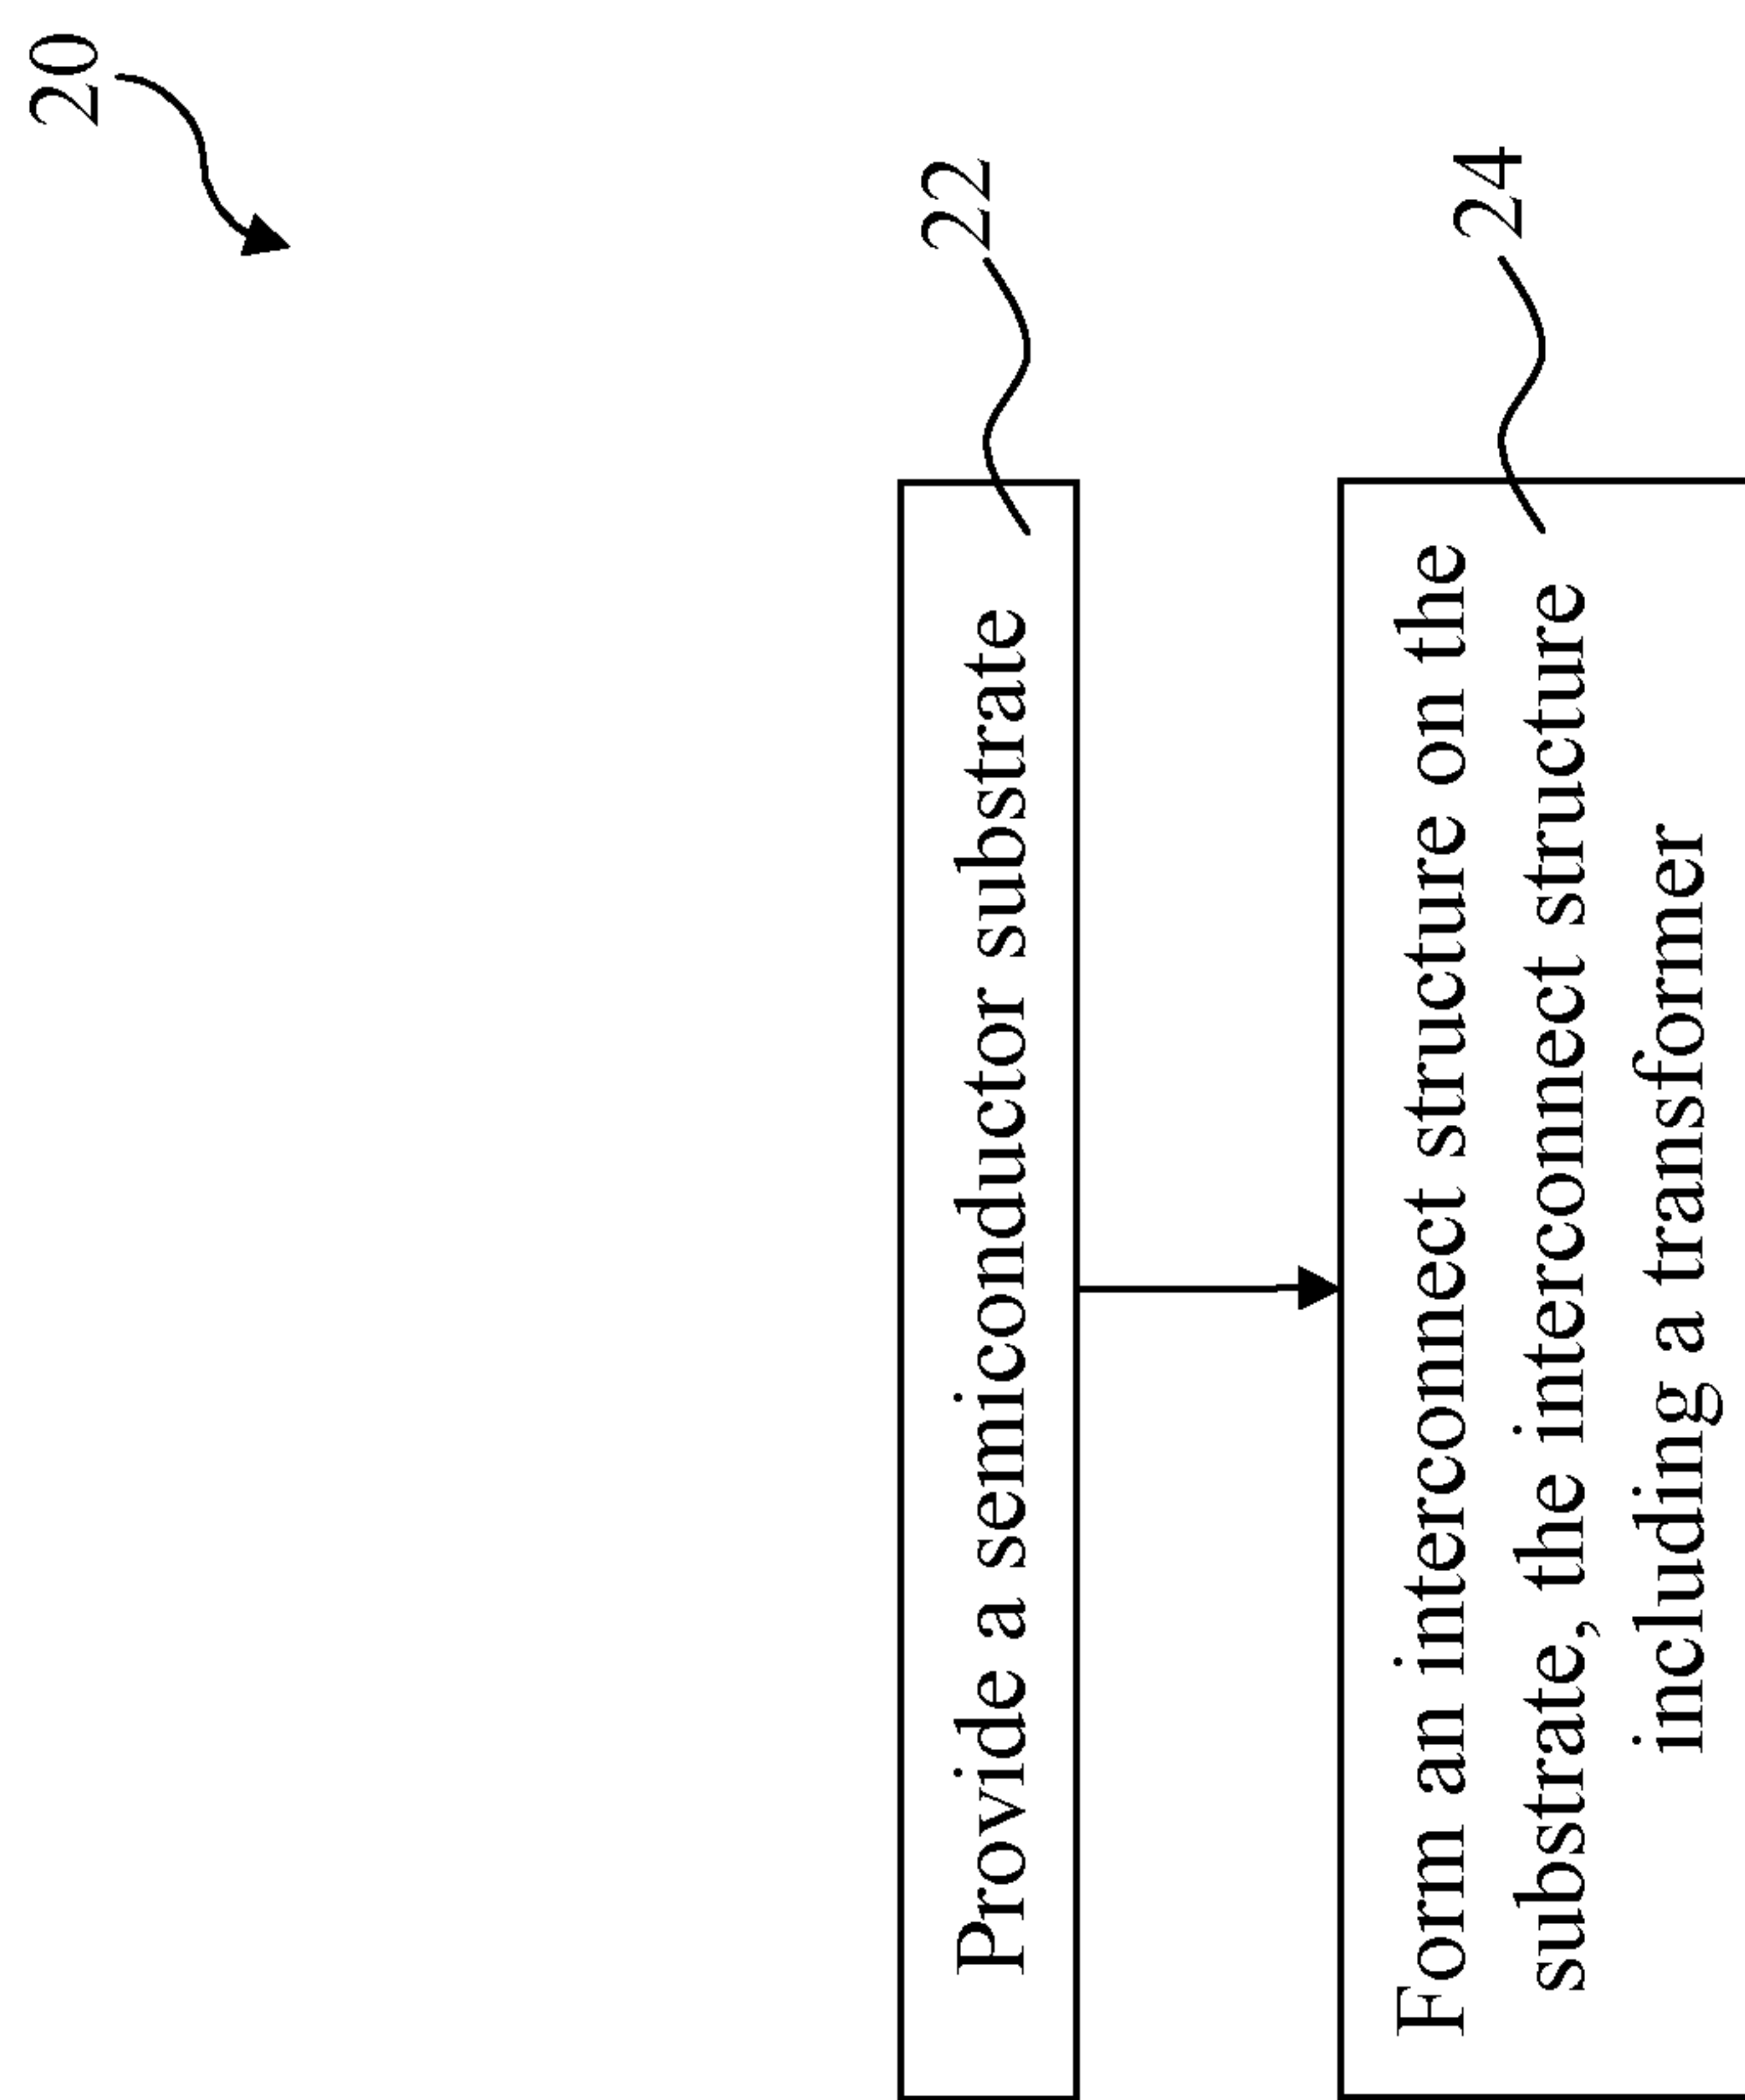 20
Provide a semiconductor substrate
22
Form an interconnect structure on the
substrate, the interconnect structure
including a transformer
24